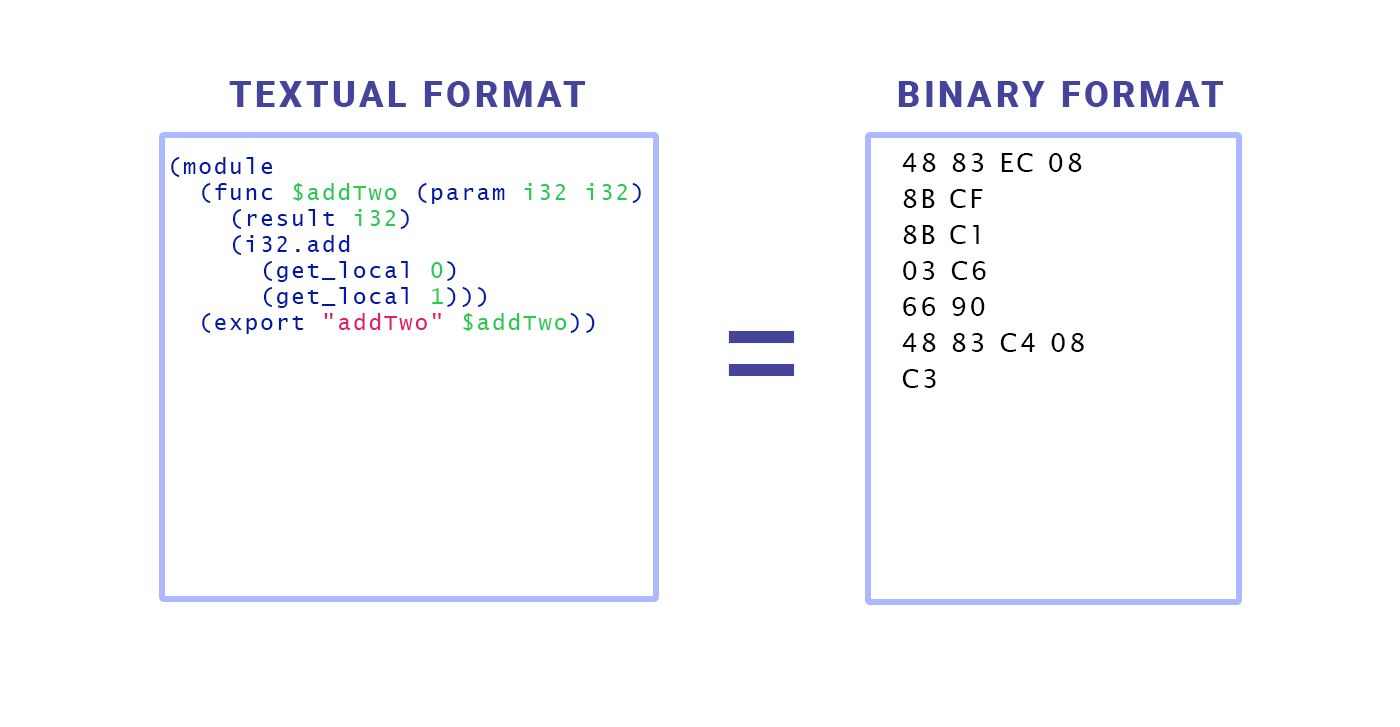 TEXTUAL FORMAT
(module
  (func $addTwo (param i32 i32)
    (result i32)
    (i32.add
      (get_local 0)
      (get_local 1)))
  (export "addTwo" $addTwo))
=
BINARY FORMAT
48 83 EC 08
8B CF
8B C1
03 C6
66 90
48 83 C4 08
C3